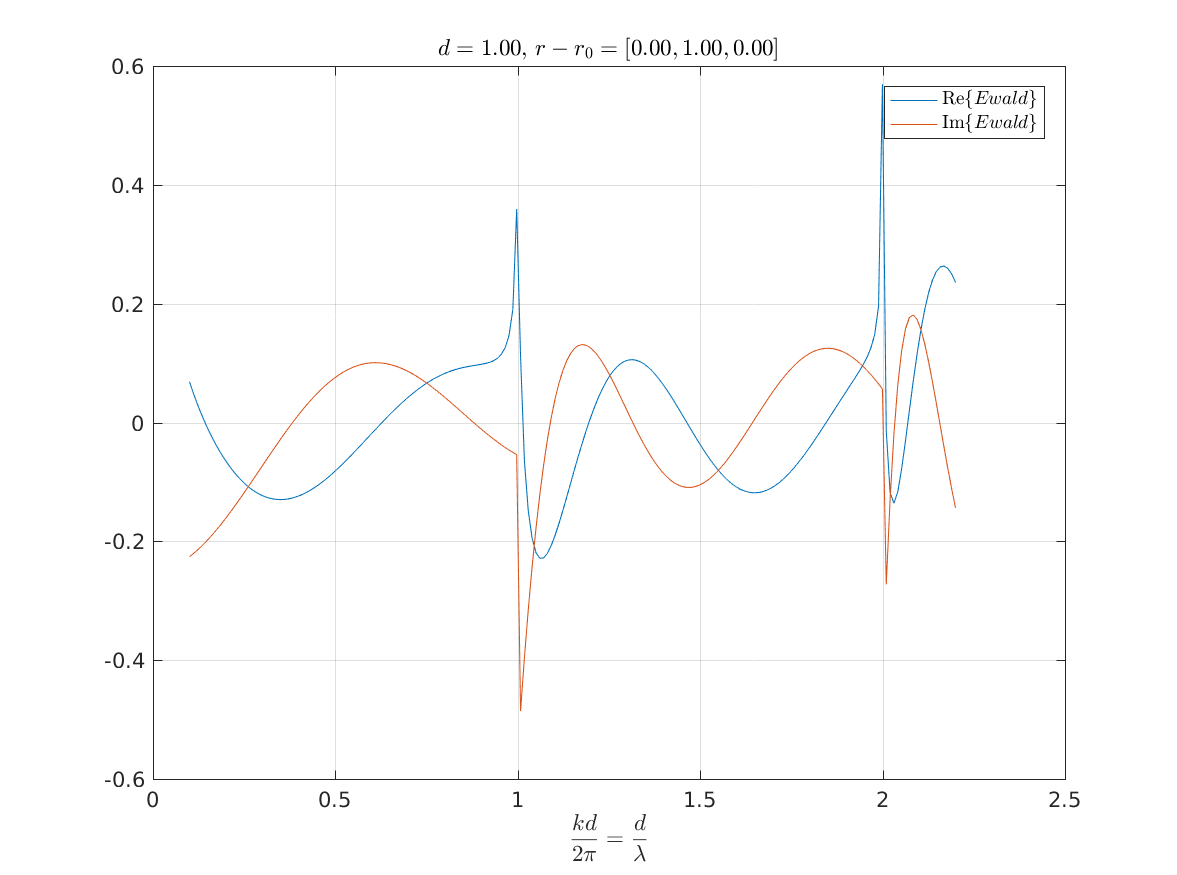 d = 1.00, r − r₀ = [0.00, 1.00, 0.00]
Re{Ewald}
Im{Ewald}
0.6
0.4
0.2
0
-0.2
-0.4
-0.6
0 0.5 1 1.5 2 2.5
kd/2π = d/λ